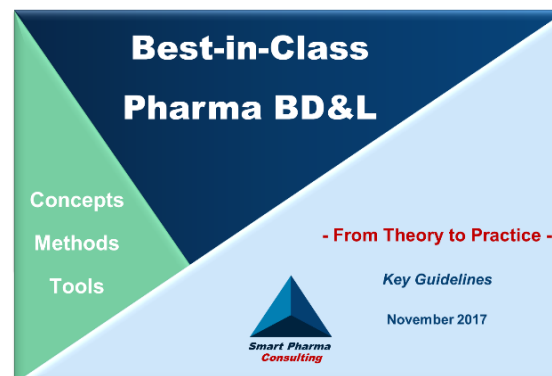 Best-in-Class
Pharma BD&L
Concepts
Methods
Tools
- From Theory to Practice -
Key Guidelines
November 2017
Smart Pharma
Consulting